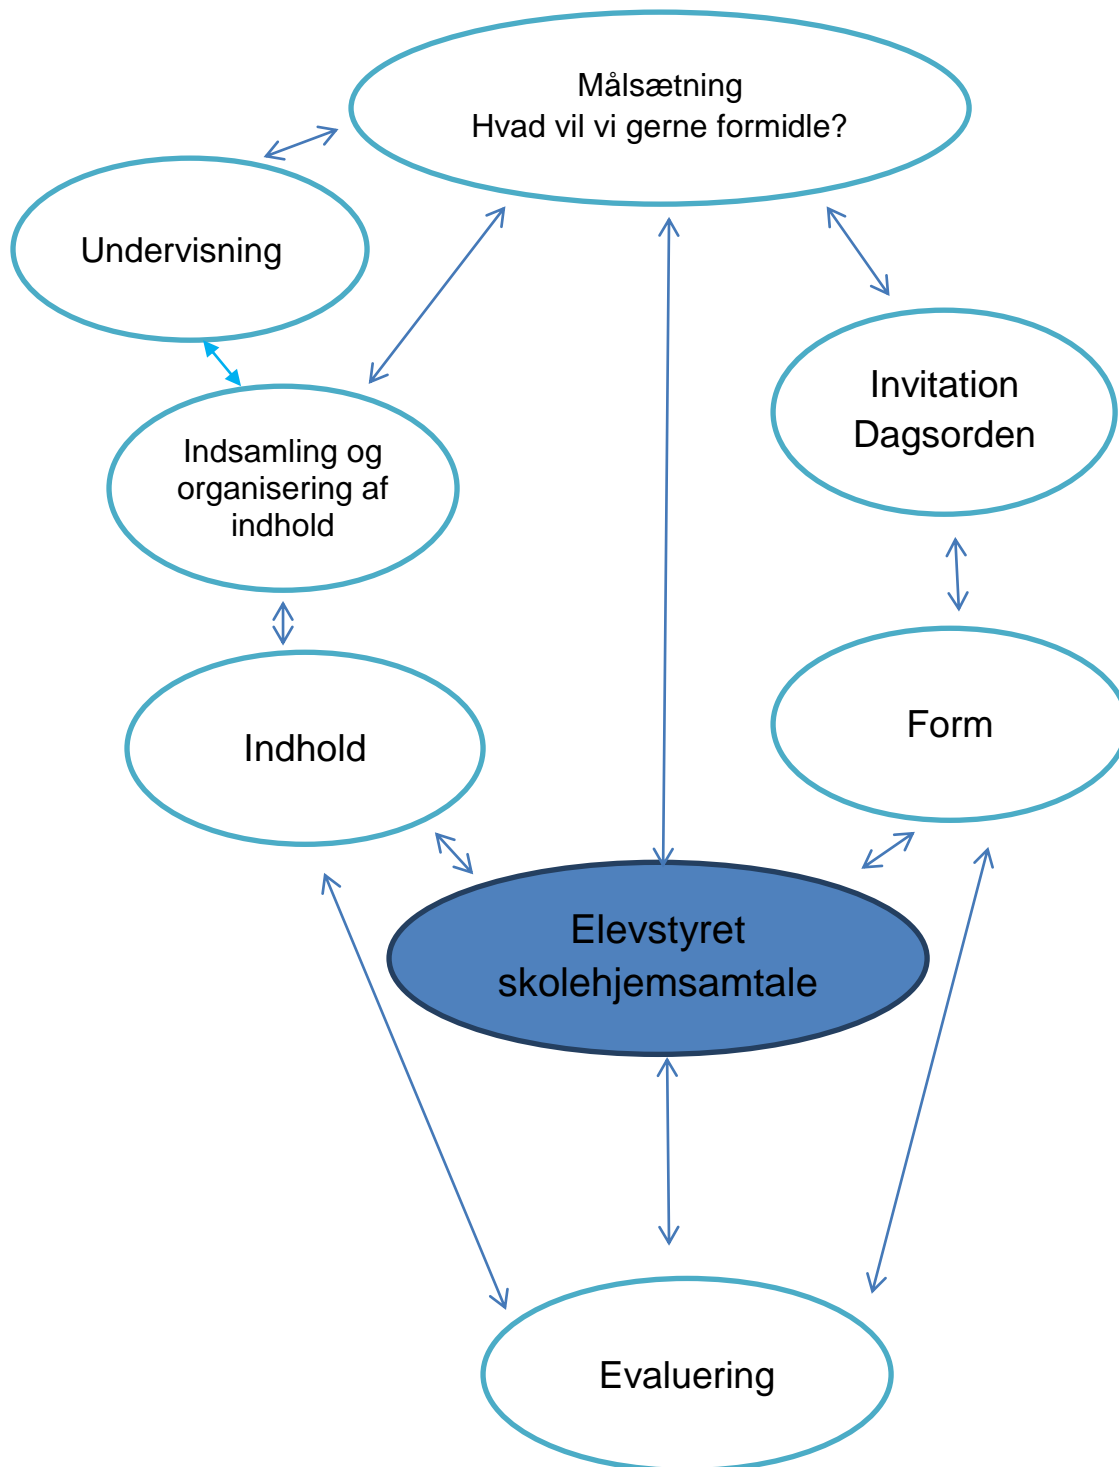 Målsætning
Hvad vil vi gerne formidle?
Undervisning
Indsamling og
organisering af
indhold
Invitation
Dagsorden
Indhold
Form
Elevstyret
skolehjemsamtale
Evaluering